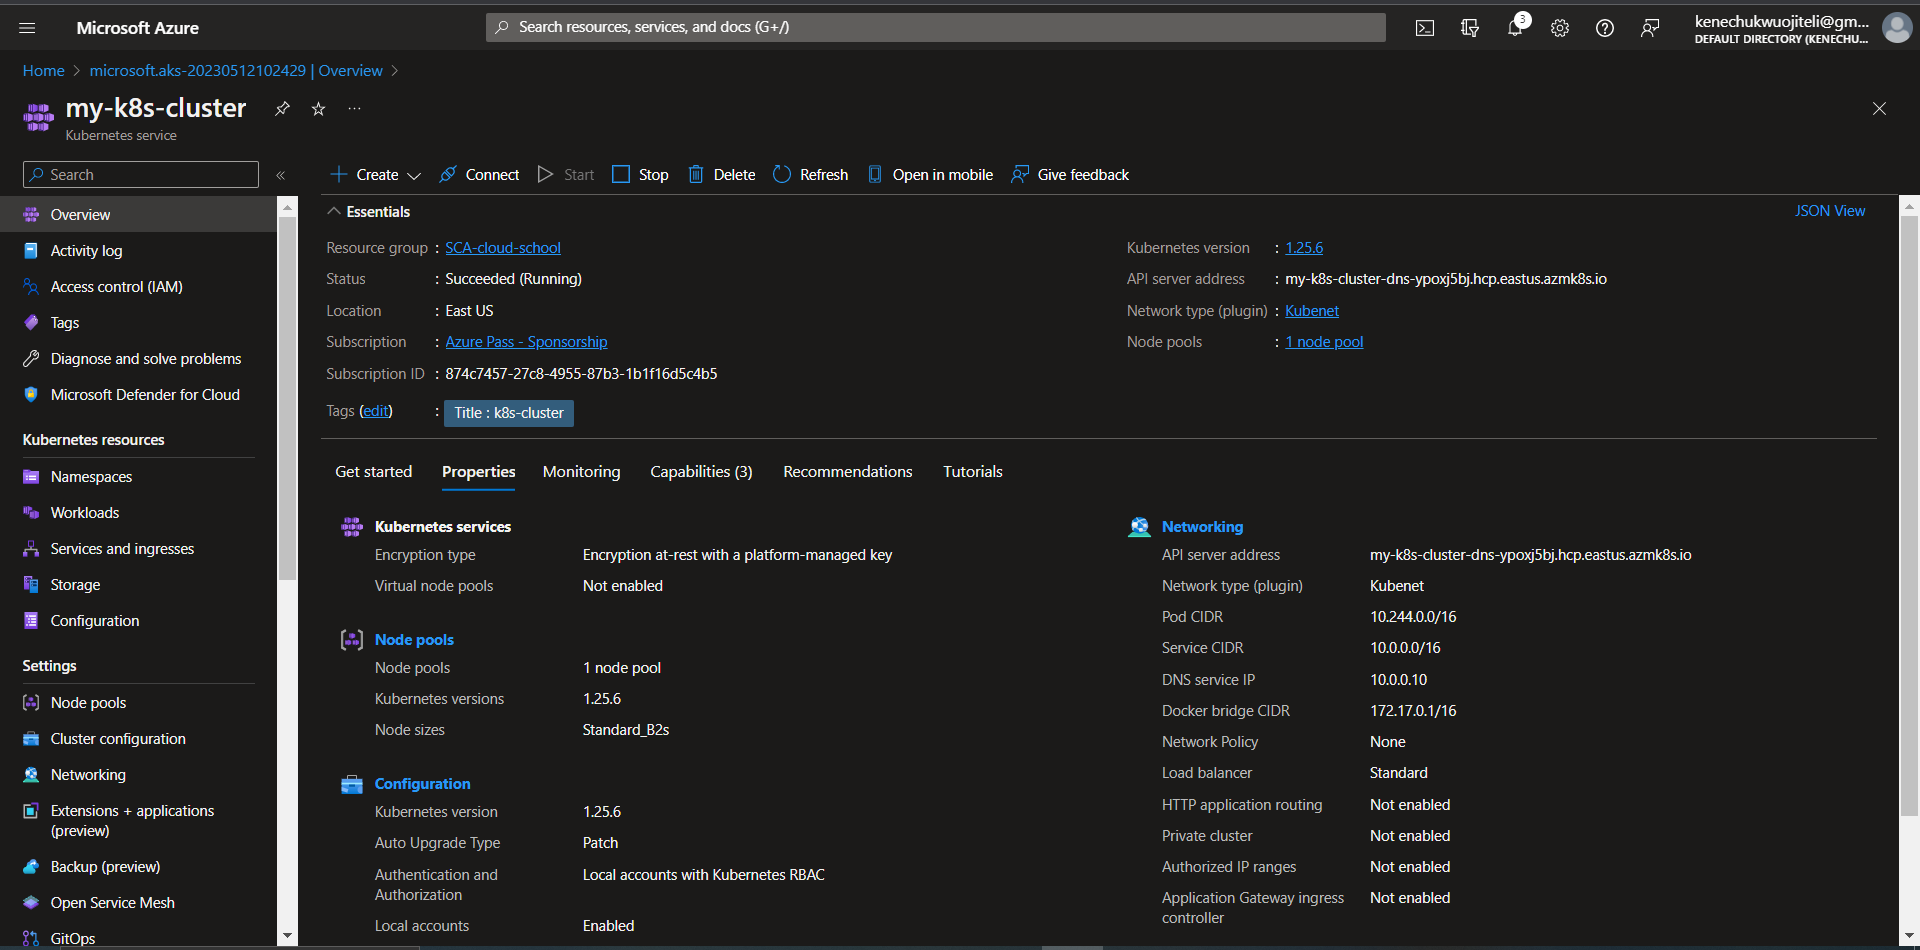 Microsoft Azure
Search resources, services, and docs (G+/)
3
kenechukwuojiteli@gm...
DEFAULT DIRECTORY (KENECHU...
Home > microsoft.aks-20230512102429 | Overview >
my-k8s-cluster
Kubernetes service
Search
Create
Connect
Start
Stop
Delete
Refresh
Open in mobile
Give feedback
Overview
Activity log
Access control (IAM)
Tags
Diagnose and solve problems
Microsoft Defender for Cloud
Kubernetes resources
Namespaces
Workloads
Services and ingresses
Storage
Configuration
Settings
Node pools
Cluster configuration
Networking
Extensions + applications
(preview)
Backup (preview)
Open Service Mesh
GitOps
Essentials
JSON View
Resource group : SCA-cloud-school
Status : Succeeded (Running)
Location : East US
Subscription : Azure Pass - Sponsorship
Subscription ID : 874c7457-27c8-4955-87b3-1b1f16d5c4b5
Tags (edit) : Title : k8s-cluster
Kubernetes version : 1.25.6
API server address : my-k8s-cluster-dns-ypoxj5bj.hcp.eastus.azmk8s.io
Network type (plugin) : Kubenet
Node pools : 1 node pool
Get started
Properties
Monitoring
Capabilities (3)
Recommendations
Tutorials
Kubernetes services
Encryption type Encryption at-rest with a platform-managed key
Virtual node pools Not enabled
Node pools
Node pools 1 node pool
Kubernetes versions 1.25.6
Node sizes Standard_B2s
Configuration
Kubernetes version 1.25.6
Auto Upgrade Type Patch
Authentication and Local accounts with Kubernetes RBAC
Authorization
Local accounts Enabled
Networking
API server address my-k8s-cluster-dns-ypoxj5bj.hcp.eastus.azmk8s.io
Network type (plugin) Kubenet
Pod CIDR 10.244.0.0/16
Service CIDR 10.0.0.0/16
DNS service IP 10.0.0.10
Docker bridge CIDR 172.17.0.1/16
Network Policy None
Load balancer Standard
HTTP application routing Not enabled
Private cluster Not enabled
Authorized IP ranges Not enabled
Application Gateway ingress Not enabled
controller